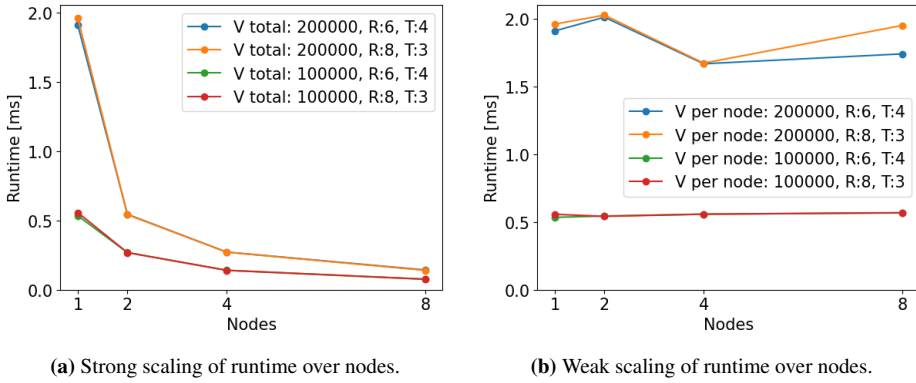 2.0
1.5
1.0
0.5
0.0
Runtime [ms]
V total: 200000, R:6, T:4
V total: 200000, R:8, T:3
V total: 100000, R:6, T:4
V total: 100000, R:8, T:3
1 2 4 8
Nodes
(a) Strong scaling of runtime over nodes.
2.0
1.5
1.0
0.5
0.0
Runtime [ms]
V per node: 200000, R:6, T:4
V per node: 200000, R:8, T:3
V per node: 100000, R:6, T:4
V per node: 100000, R:8, T:3
1 2 4 8
Nodes
(b) Weak scaling of runtime over nodes.